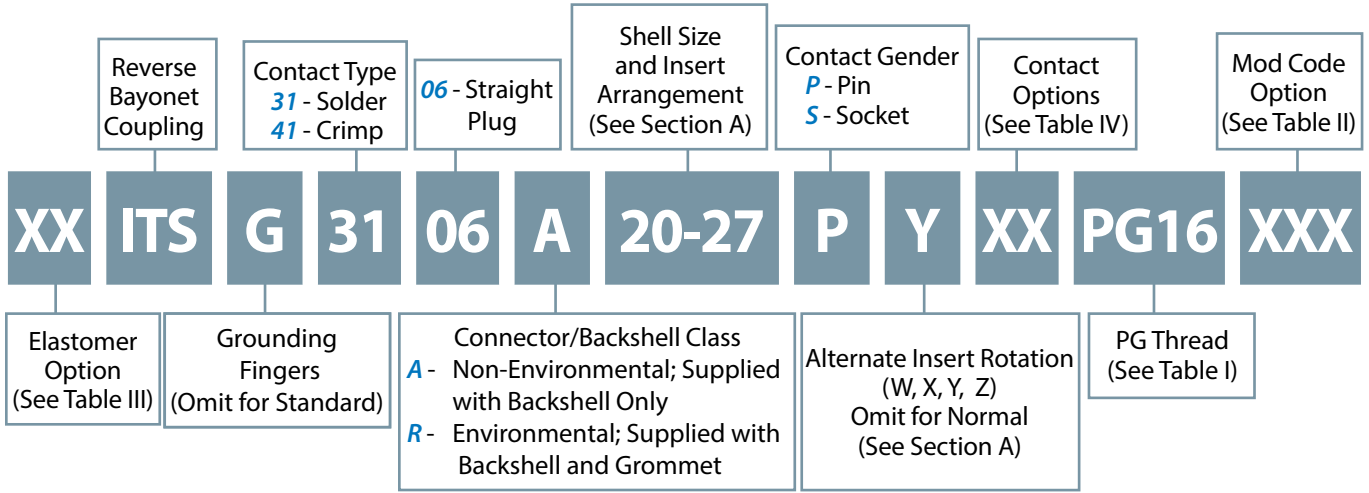 Reverse
Bayonet
Coupling
Contact Type
31 - Solder
41 - Crimp
06 - Straight
Plug
Shell Size
and Insert
Arrangement
(See Section A)
Contact Gender
P - Pin
S - Socket
Contact
Options
(See Table IV)
Mod Code
Option
(See Table II)
XX ITS G 31 06 A 20-27 P Y XX PG16 XXX
Elastomer
Option
(See Table III)
Grounding
Fingers
(Omit for Standard)
Connector/Backshell Class
A - Non-Environmental; Supplied
with Backshell Only
R - Environmental; Supplied with
Backshell and Grommet
Alternate Insert Rotation
(W, X, Y, Z)
Omit for Normal
(See Section A)
PG Thread
(See Table I)